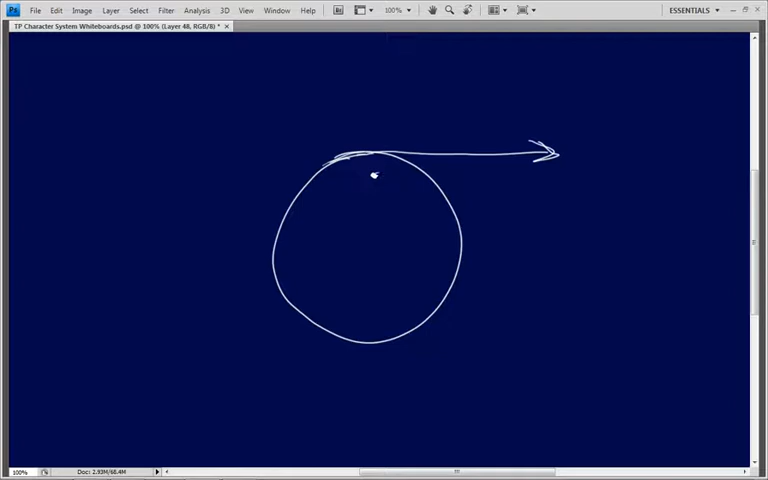 Ps File Edit Image Layer Select Filter Analysis 3D View Window Help 100% ESSENTIALS
TP Character System Whiteboards.psd @ 100% (Layer 48, RGB/8) *
100% Doc: 2.93M/68.4M